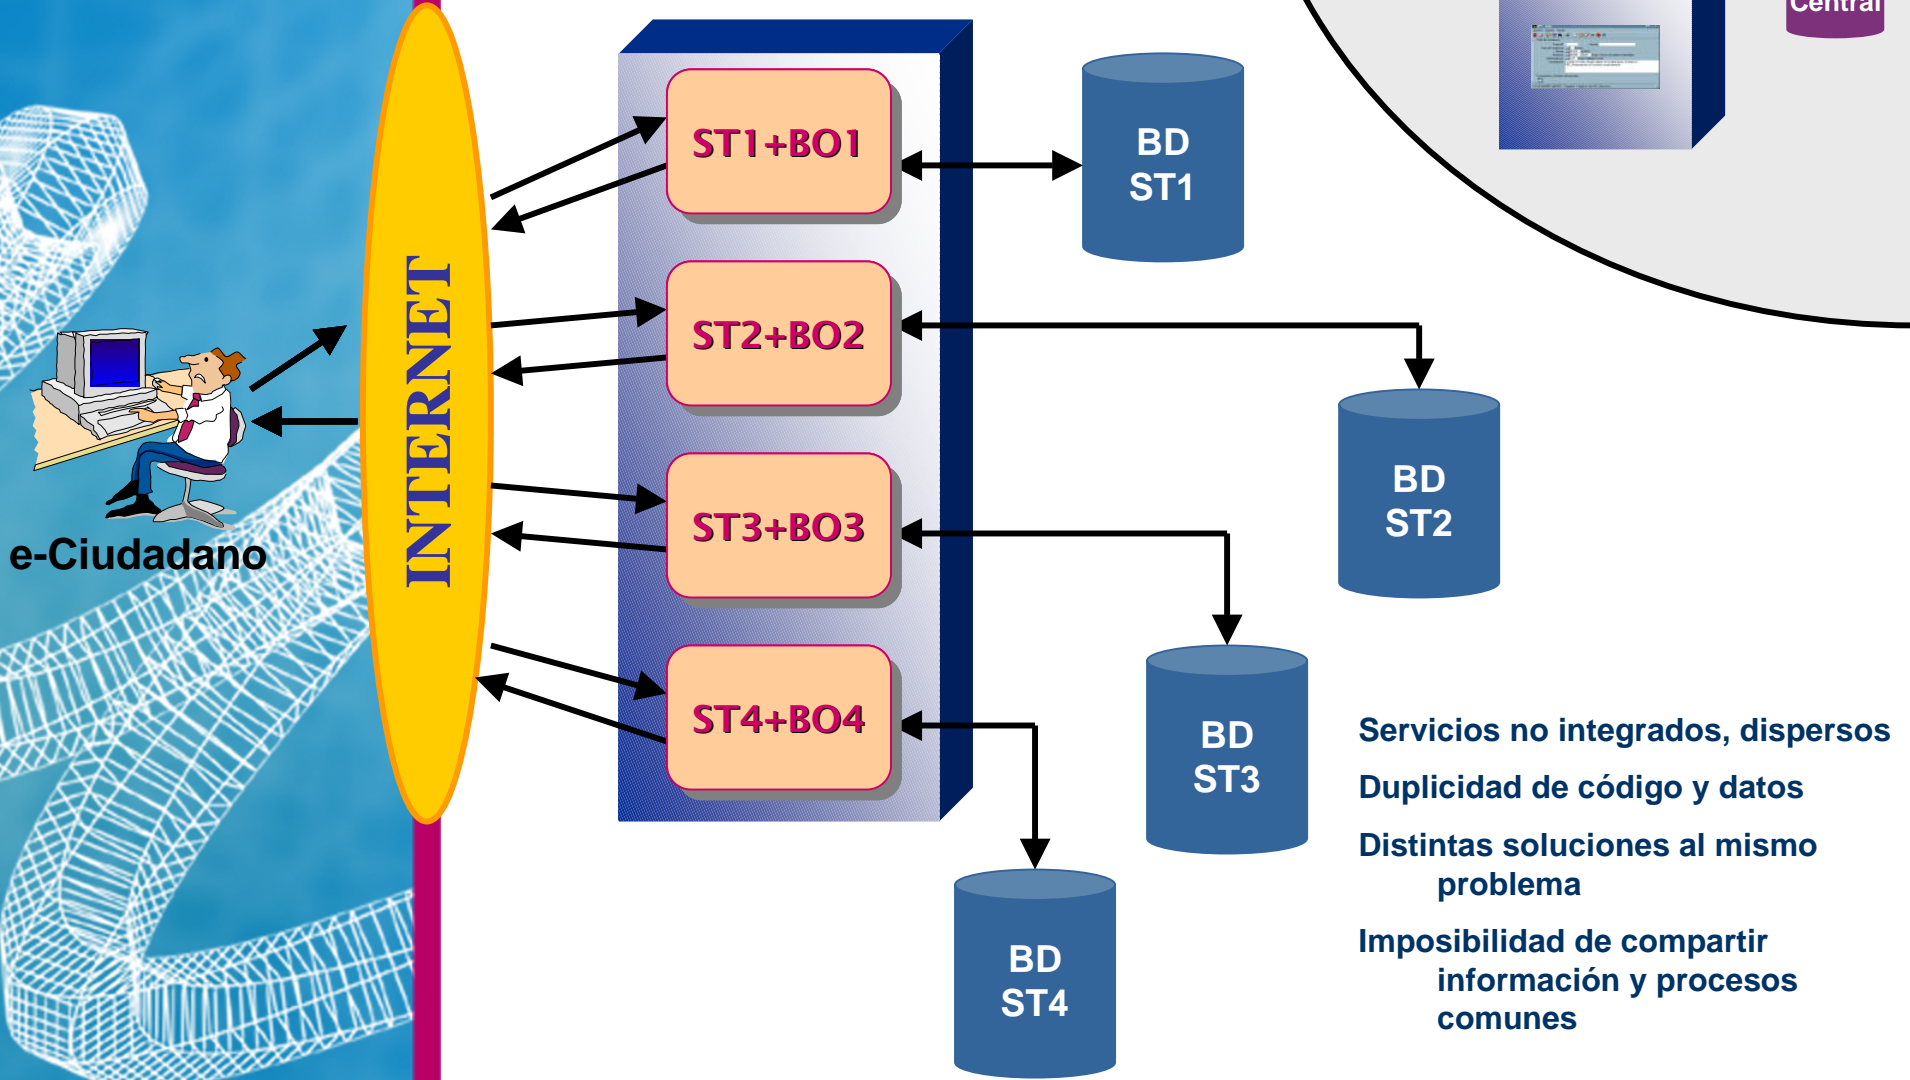 Central
ST1+BO1
BD
ST1
ST2+BO2
INTERNET
BD
ST2
ST3+BO3
e-Ciudadano
ST4+BO4
BD
ST3
BD
ST4
Servicios no integrados, dispersos
Duplicidad de código y datos
Distintas soluciones al mismo
problema
Imposibilidad de compartir
información y procesos
comunes